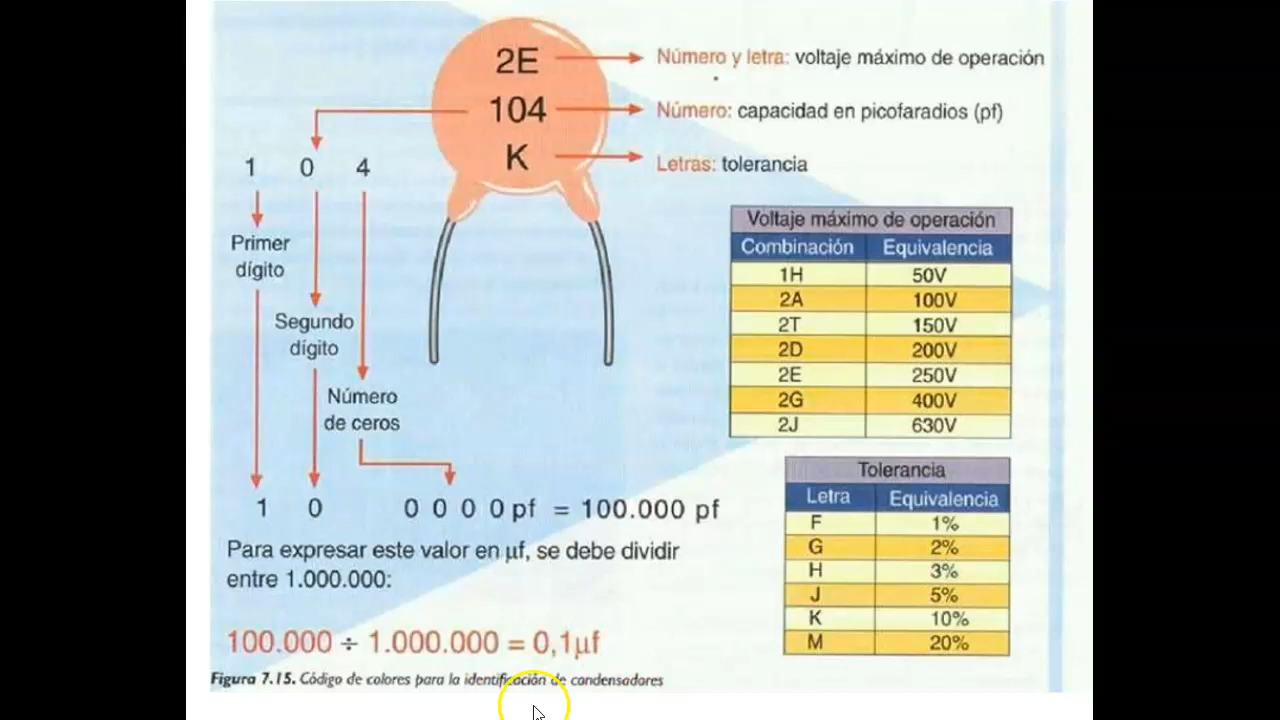 2E
Número y letra: voltaje máximo de operación
104
Número: capacidad en picofaradios (pf)
K
Letras: tolerancia
1 0 4
Primer
dígito
Segundo
dígito
Número
de ceros
1 0 0 0 0 0 pf = 100.000 pf
Para expresar este valor en µf, se debe dividir
entre 1.000.000:
100.000 ÷ 1.000.000 = 0,1µf
Figura 7.15. Código de colores para la identificación de condensadores
Voltaje máximo de operación
Combinación Equivalencia
1H 50V
2A 100V
2T 150V
2D 200V
2E 250V
2G 400V
2J 630V
Tolerancia
Letra Equivalencia
F 1%
G 2%
H 3%
J 5%
K 10%
M 20%